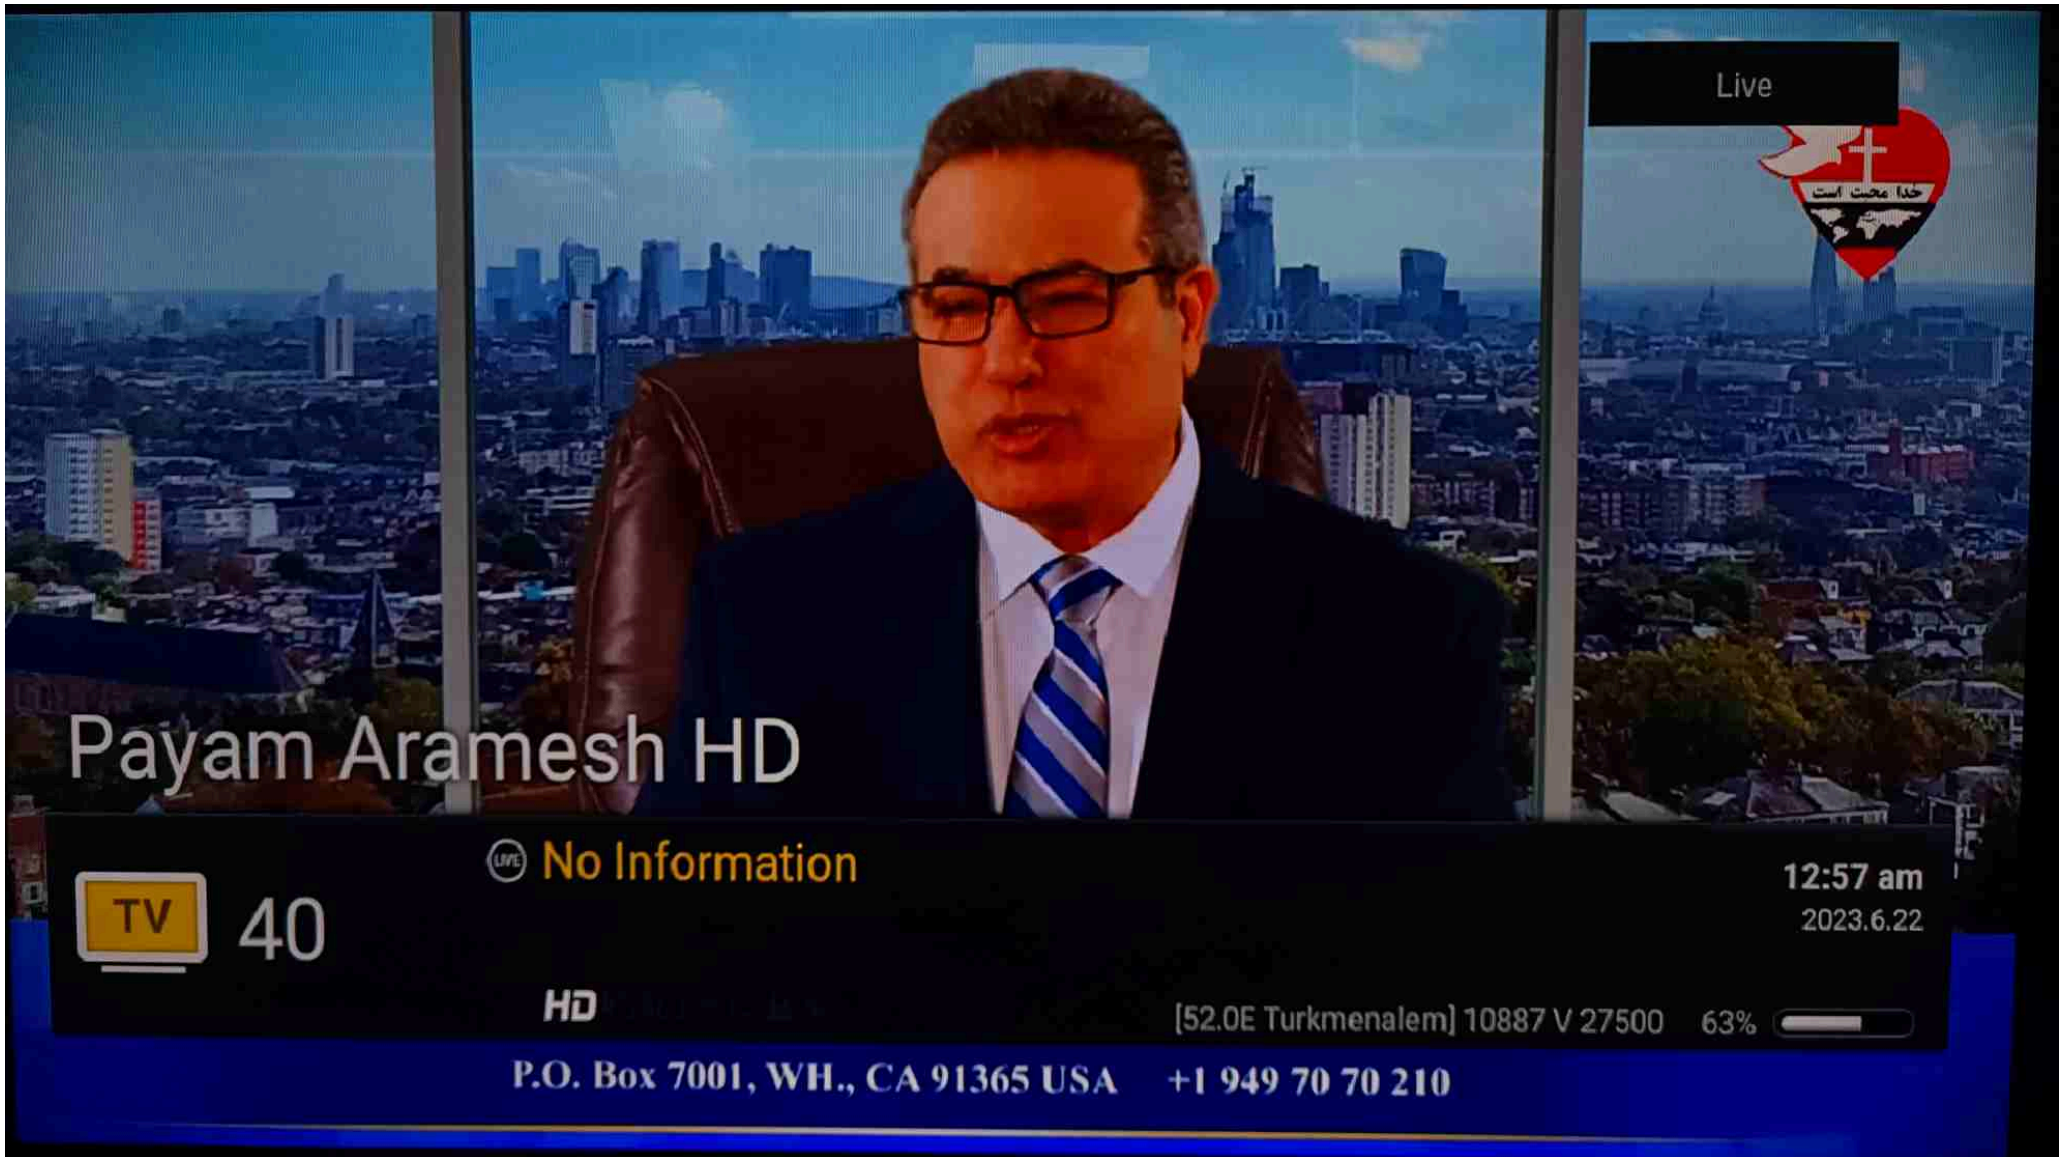 Live
خدا محبت است
Payam Aramesh HD
LIVE No Information
12:57 am
TV 40
2023.6.22
HD
[52.0E Turkmenalem] 10887 V 27500 63%
P.O. Box 7001, WH., CA 91365 USA +1 949 70 70 210